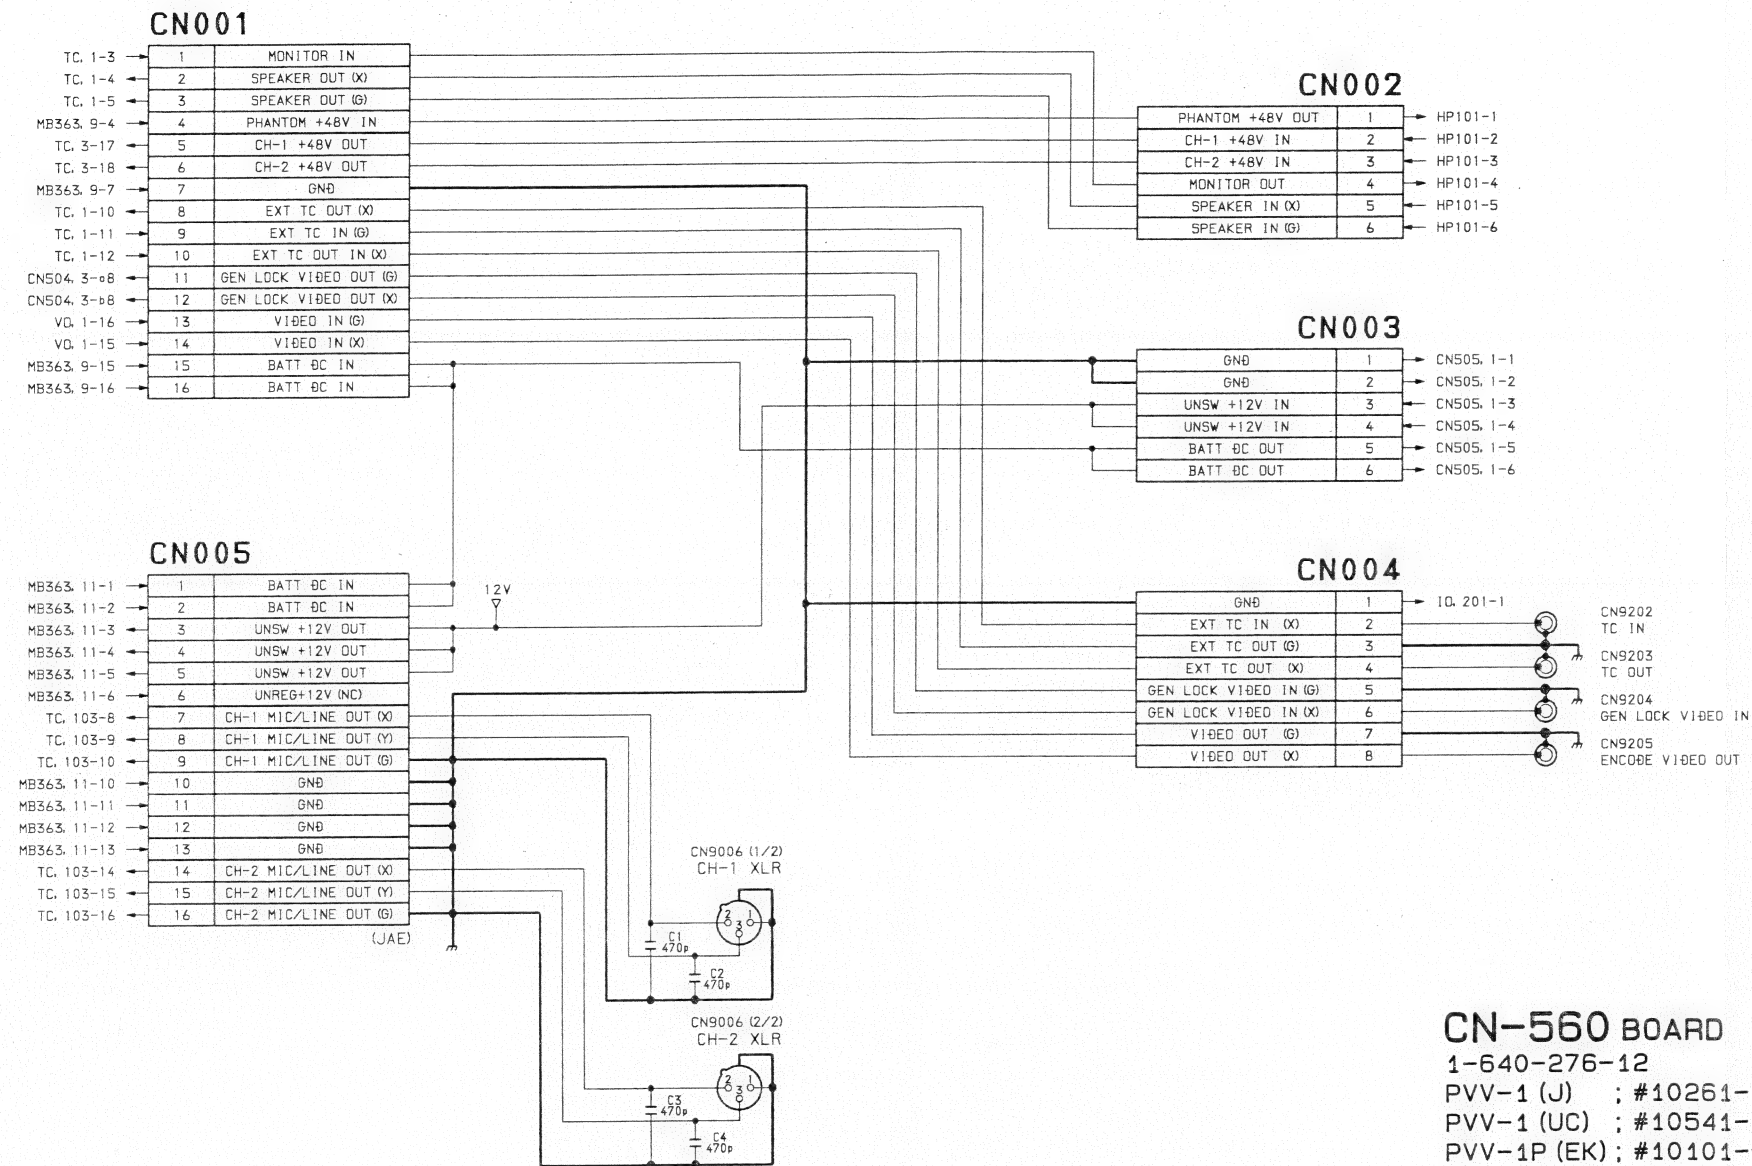 CN001
TC. 1-3 1 MONITOR IN
TC. 1-4 2 SPEAKER OUT (X)
TC. 1-5 3 SPEAKER OUT (G)
MB363. 9-4 4 PHANTOM +48V IN
TC. 3-17 5 CH-1 +48V OUT
TC. 3-18 6 CH-2 +48V OUT
MB363. 9-7 7 GND
TC. 1-10 8 EXT TC OUT (X)
TC. 1-11 9 EXT TC IN (G)
TC. 1-12 10 EXT TC OUT IN (X)
CN504. 3-a8 11 GEN LOCK VIDEO OUT (G)
CN504. 3-b8 12 GEN LOCK VIDEO OUT (X)
VO. 1-16 13 VIDEO IN (G)
VO. 1-15 14 VIDEO IN (X)
MB363. 9-15 15 BATT DC IN
MB363. 9-16 16 BATT DC IN
CN002
PHANTOM +48V OUT 1 HP101-1
CH-1 +48V IN 2 HP101-2
CH-2 +48V IN 3 HP101-3
MONITOR OUT 4 HP101-4
SPEAKER IN (X) 5 HP101-5
SPEAKER IN (G) 6 HP101-6
CN003
GND 1 CN505. 1-1
GND 2 CN505. 1-2
UNSW +12V IN 3 CN505. 1-3
UNSW +12V IN 4 CN505. 1-4
BATT DC OUT 5 CN505. 1-5
BATT DC OUT 6 CN505. 1-6
CN005
MB363. 11-1 1 BATT DC IN
MB363. 11-2 2 BATT DC IN
MB363. 11-3 3 UNSW +12V OUT
MB363. 11-4 4 UNSW +12V OUT
MB363. 11-5 5 UNSW +12V OUT
MB363. 11-6 6 UNREG+12V (NC)
TC. 103-8 7 CH-1 MIC/LINE OUT (X)
TC. 103-9 8 CH-1 MIC/LINE OUT (Y)
TC. 103-10 9 CH-1 MIC/LINE OUT (G)
MB363. 11-10 10 GND
MB363. 11-11 11 GND
MB363. 11-12 12 GND
MB363. 11-13 13 GND
TC. 103-14 14 CH-2 MIC/LINE OUT (X)
TC. 103-15 15 CH-2 MIC/LINE OUT (Y)
TC. 103-16 16 CH-2 MIC/LINE OUT (G)
(JAE)
12V
CN004
GND 1 IO. 201-1
EXT TC IN (X) 2
EXT TC OUT (G) 3
EXT TC OUT (X) 4
GEN LOCK VIDEO IN (G) 5
GEN LOCK VIDEO IN (X) 6
VIDEO OUT (G) 7
VIDEO OUT (X) 8
CN9202
TC IN
CN9203
TC OUT
CN9204
GEN LOCK VIDEO IN
CN9205
ENCODE VIDEO OUT
CN9006 (1/2)
CH-1 XLR
2 1
3
C1
470p
C2
470p
CN9006 (2/2)
CH-2 XLR
2 1
3
C3
470p
C4
470p
CN-560 BOARD
1-640-276-12
PVV-1 (J) ; #10261-
PVV-1 (UC) ; #10541-
PVV-1P (EK) ; #10101-